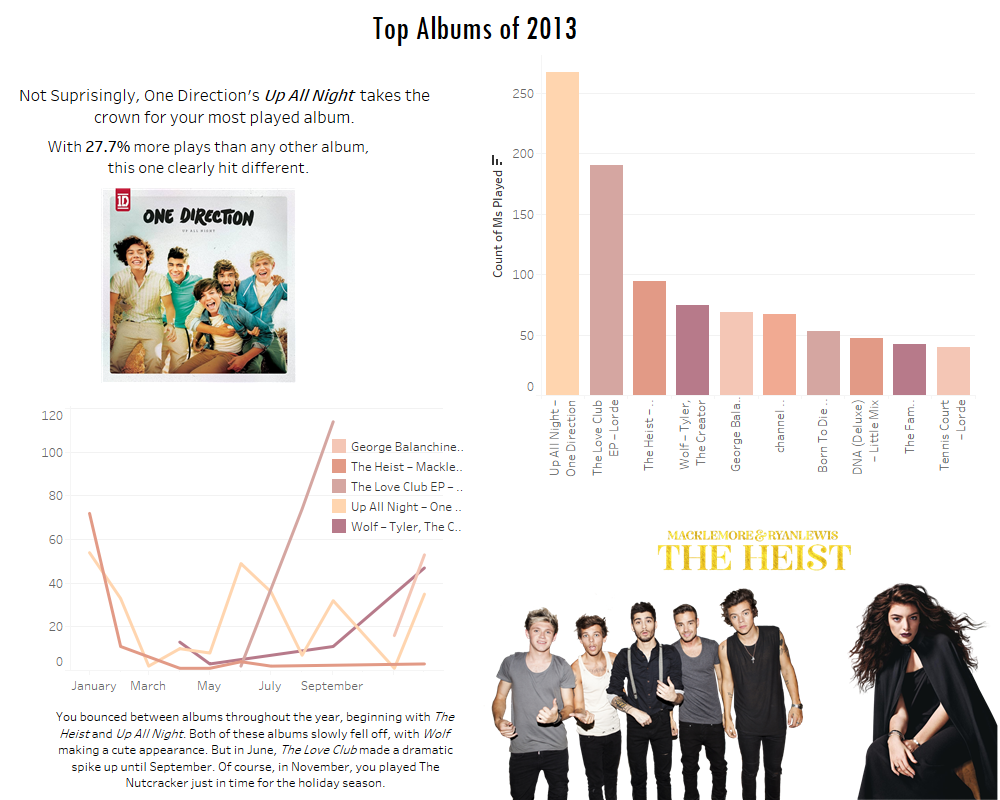 Top Albums of 2013
Not Suprisingly, One Direction's Up All Night takes the
crown for your most played album.
With 27.7% more plays than any other album,
this one clearly hit different.
1D
ONE DIRECTION
UP ALL NIGHT
Count of Ms Played
250
200
150
100
50
0
Up All Night –
One Direction
The Love Club
EP – Lorde
The Heist – ..
Wolf – Tyler,
The Creator
George Bala..
channel ..
Born To Die ..
DNA (Deluxe)
– Little Mix
The Fam..
Tennis Court
– Lorde
120
100
80
60
40
20
0
January
March
May
July
September
George Balanchine..
The Heist – Mackle..
The Love Club EP – ..
Up All Night – One ..
Wolf – Tyler, The C..
You bounced between albums throughout the year, beginning with The
Heist and Up All Night. Both of these albums slowly fell off, with Wolf
making a cute appearance. But in June, The Love Club made a dramatic
spike up until September. Of course, in November, you played The
Nutcracker just in time for the holiday season.
MACKLEMORE & RYAN LEWIS
THE HEIST